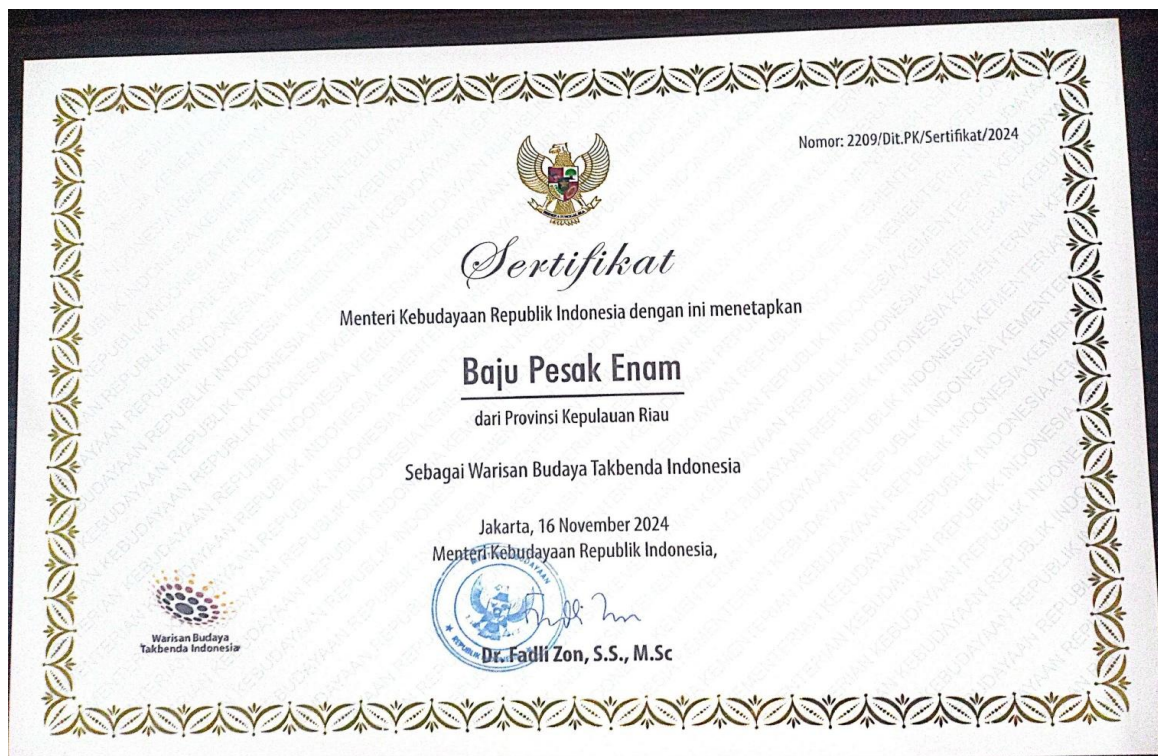 Nomor: 2209/Dit.PK/Sertifikat/2024
Sertifikat
Menteri Kebudayaan Republik Indonesia dengan ini menetapkan
Baju Pesak Enam
dari Provinsi Kepulauan Riau
Sebagai Warisan Budaya Takbenda Indonesia
Jakarta, 16 November 2024
Menteri Kebudayaan Republik Indonesia,
Dr. Fadli Zon, S.S., M.Sc
Warisan Budaya
Takbenda Indonesia